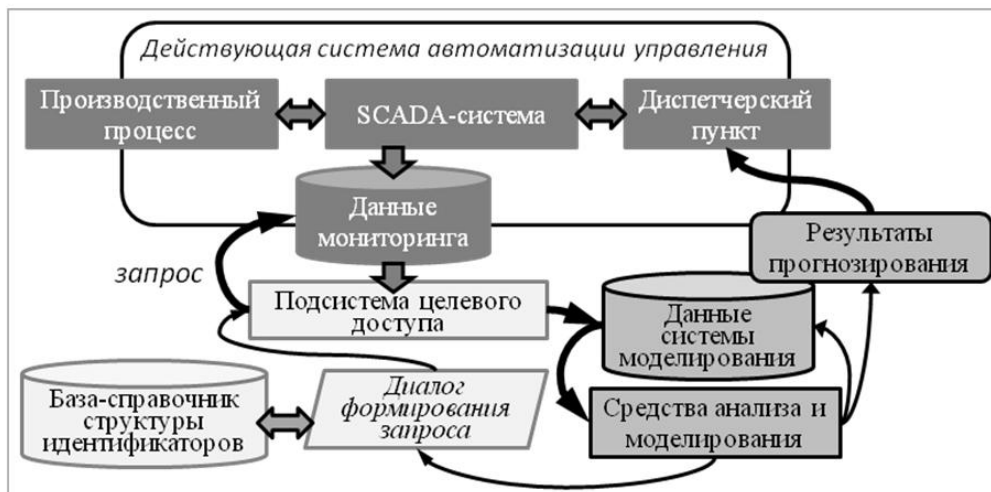 Действующая система автоматизации управления
Производственный
процесс
SCADA-система
Диспетчерский
пункт
Данные
мониторинга
Результаты
прогнозирования
запрос
Подсистема целевого
доступа
Данные
системы
моделирования
База-справочник
структуры
идентификаторов
Диалог
формирования
запроса
Средства анализа и
моделирования